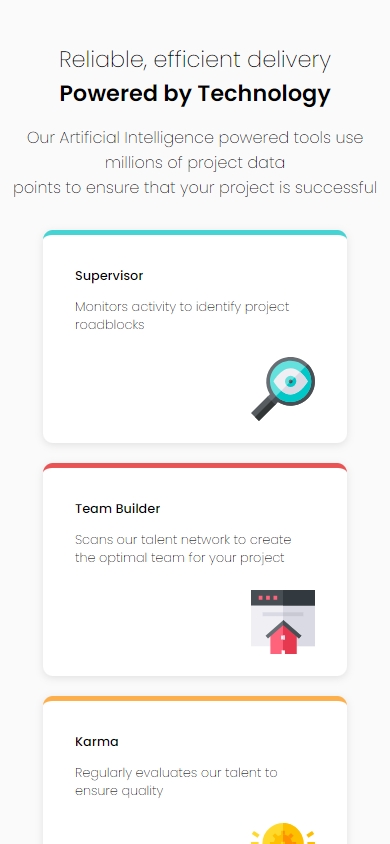 Reliable, efficient delivery
Powered by Technology
Our Artificial Intelligence powered tools use
millions of project data
points to ensure that your project is successful
Supervisor
Monitors activity to identify project
roadblocks
Team Builder
Scans our talent network to create
the optimal team for your project
Karma
Regularly evaluates our talent to
ensure quality